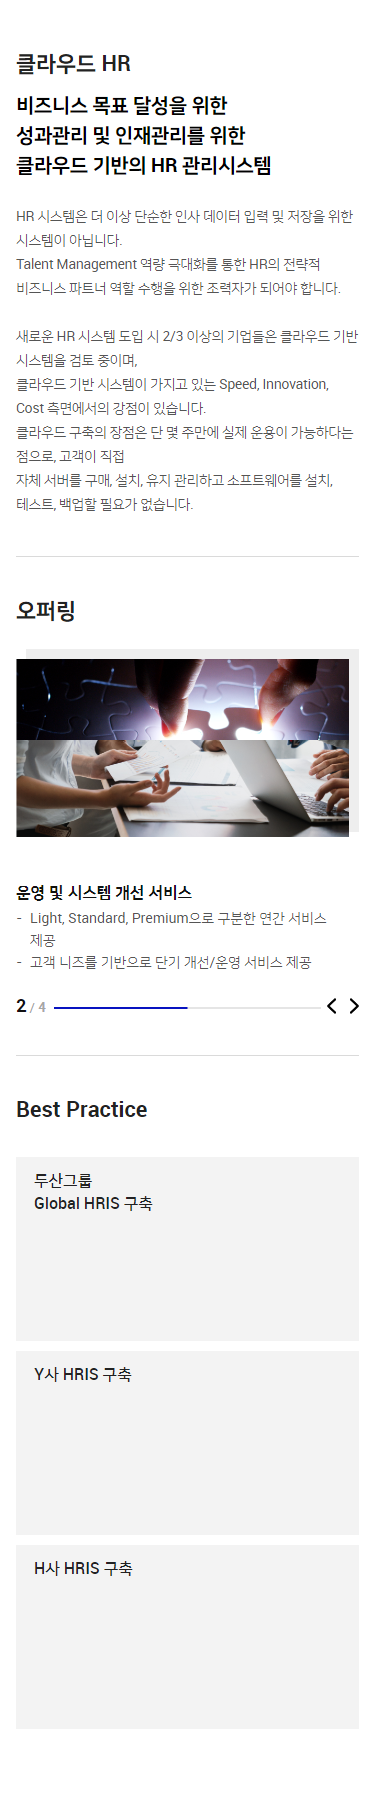 클라우드 HR
비즈니스 목표 달성을 위한
성과관리 및 인재관리를 위한
클라우드 기반의 HR 관리시스템
HR 시스템은 더 이상 단순한 인사 데이터 입력 및 저장을 위한
시스템이 아닙니다.
Talent Management 역량 극대화를 통한 HR의 전략적
비즈니스 파트너 역할 수행을 위한 조력자가 되어야 합니다.
새로운 HR 시스템 도입 시 2/3 이상의 기업들은 클라우드 기반
시스템을 검토 중이며,
클라우드 기반 시스템이 가지고 있는 Speed, Innovation,
Cost 측면에서의 강점이 있습니다.
클라우드 구축의 장점은 단 몇 주만에 실제 운용이 가능하다는
점으로, 고객이 직접
자체 서버를 구매, 설치, 유지 관리하고 소프트웨어를 설치,
테스트, 백업할 필요가 없습니다.
오퍼링
운영 및 시스템 개선 서비스
- Light, Standard, Premium으로 구분한 연간 서비스
제공
- 고객 니즈를 기반으로 단기 개선/운영 서비스 제공
2 / 4
Best Practice
두산그룹
Global HRIS 구축
Y사 HRIS 구축
H사 HRIS 구축